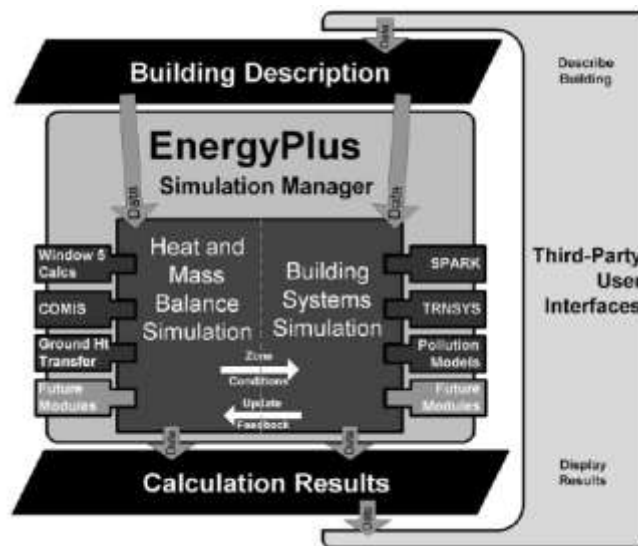 Data
Building Description
Describe
Building
EnergyPlus
Simulation Manager
Data
Data
Window 5
Calcs
COMIS
Ground Ht
Transfer
Future
Modules
Heat and
Mass
Balance
Simulation
Building
Systems
Simulation
Zone
Conditions
Update
Feedback
SPARK
TRNSYS
Pollution
Models
Future
Modules
Third-Party
User
Interfaces
Data
Data
Calculation Results
Display
Results
Data